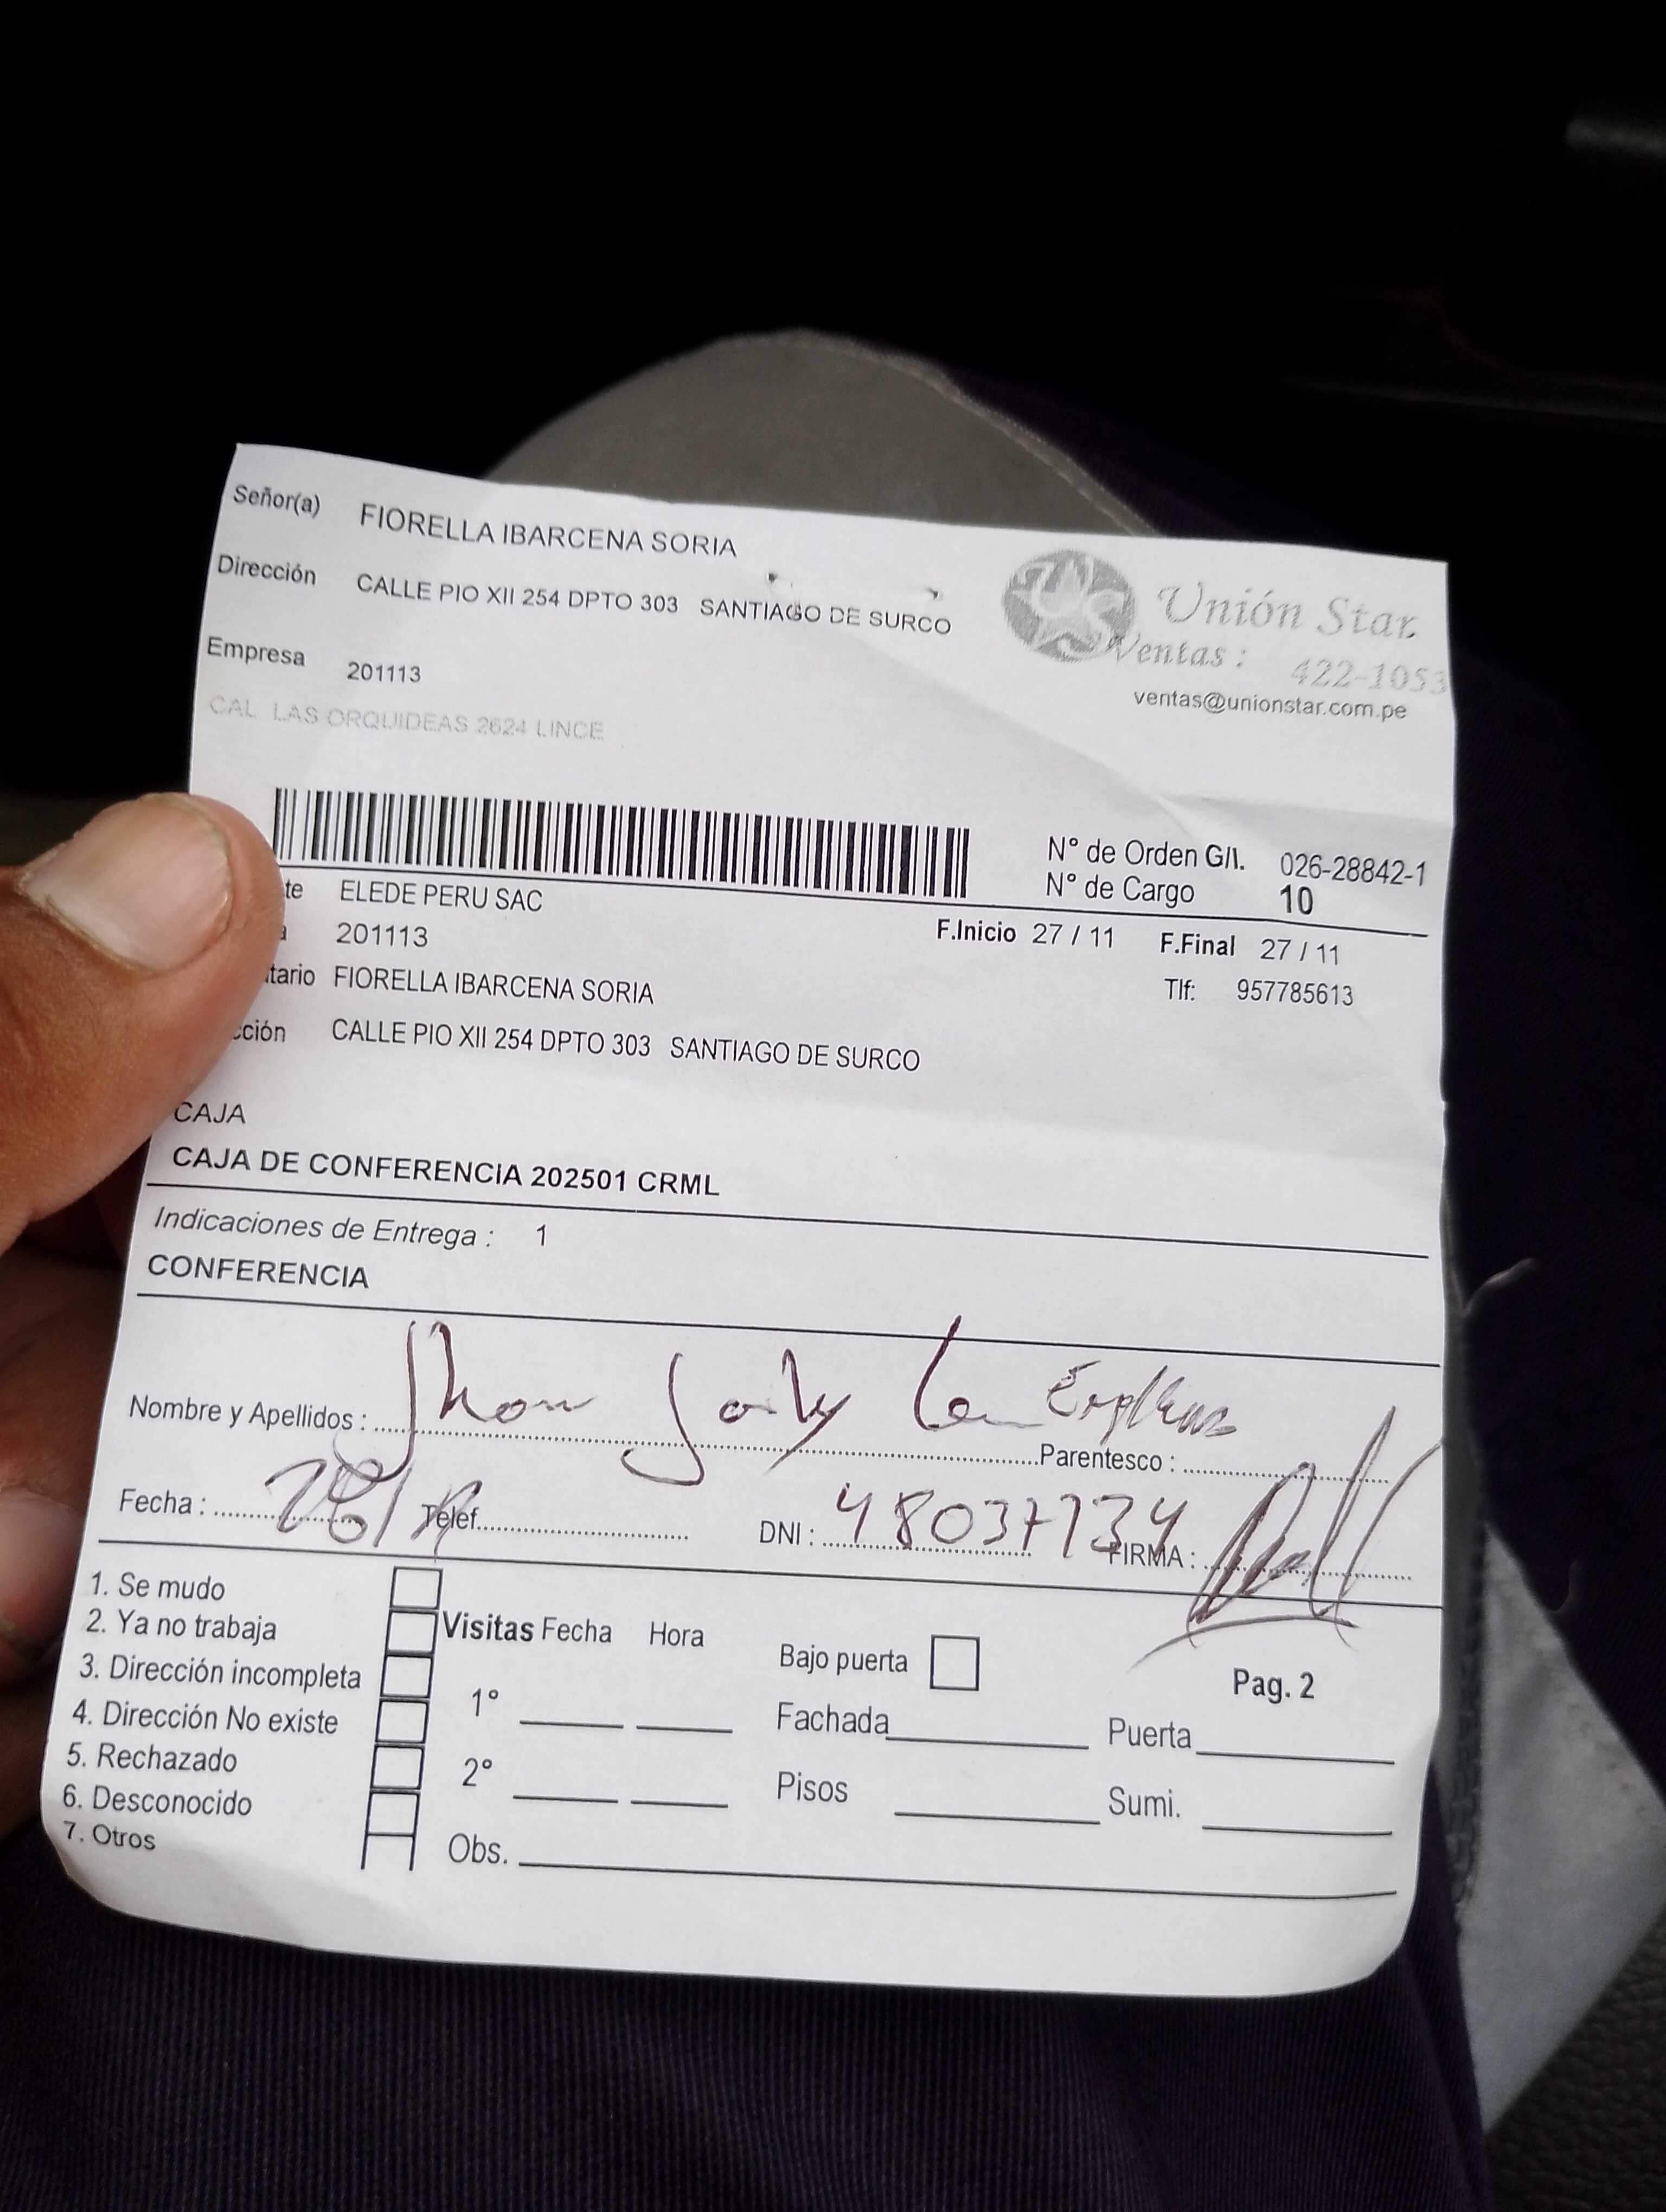 Señor(a) FIORELLA IBARCENA SORIA
Dirección CALLE PIO XII 254 DPTO 303 SANTIAGO DE SURCO
Unión Star.
Ventas : 422-1053
ventas@unionstar.com.pe
Empresa 201113
CAL LAS ORQUIDEAS 2624 LINCE
N° de Orden G/I. 026-28842-1
N° de Cargo 10
te ELEDE PERU SAC
a 201113 F.Inicio 27 / 11 F.Final 27 / 11
tario FIORELLA IBARCENA SORIA Tlf: 957785613
cción CALLE PIO XII 254 DPTO 303 SANTIAGO DE SURCO
CAJA
CAJA DE CONFERENCIA 202501 CRML
Indicaciones de Entrega : 1
CONFERENCIA
Nombre y Apellidos : Jhon Parentesco :
Fecha : Telef. DNI : 48037734 FIRMA :
1. Se mudo
2. Ya no trabaja
3. Dirección incompleta
4. Dirección No existe
5. Rechazado
6. Desconocido
7. Otros
Visitas Fecha Hora
1°
2°
Obs.
Bajo puerta
Fachada
Pisos
Pag. 2
Puerta
Sumi.